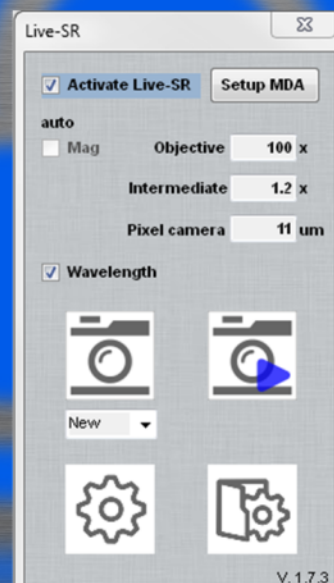 Live-SR
Activate Live-SR
Setup MDA
auto
Mag
Objective 100 x
Intermediate 1.2 x
Pixel camera 11 um
Wavelength
New
V. 1.7.3